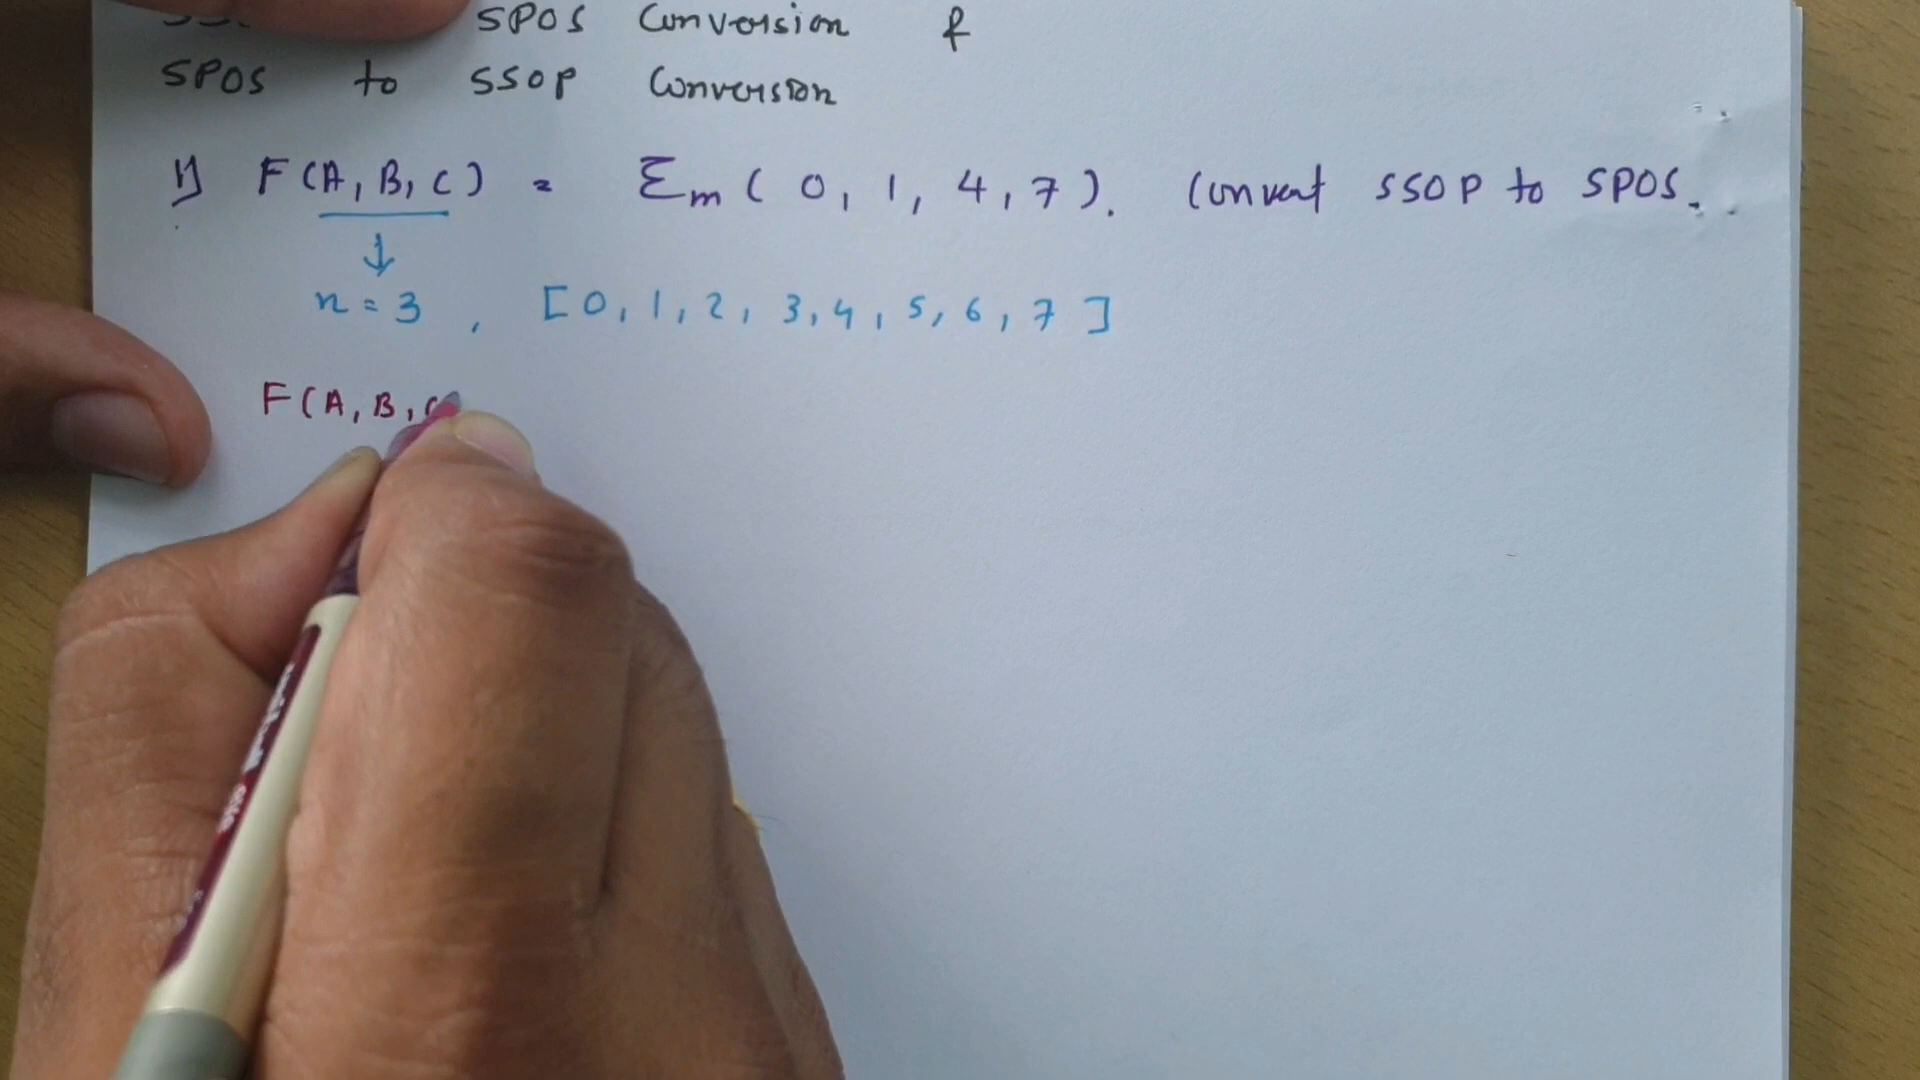 SPOS Conversion &
SPOS to SSOP Conversion
1) F(A, B, C) = Σm ( 0, 1, 4, 7 ). Convert SSOP to SPOS.
↓
n = 3 , [ 0, 1, 2, 3, 4, 5, 6, 7 ]
F(A, B, C